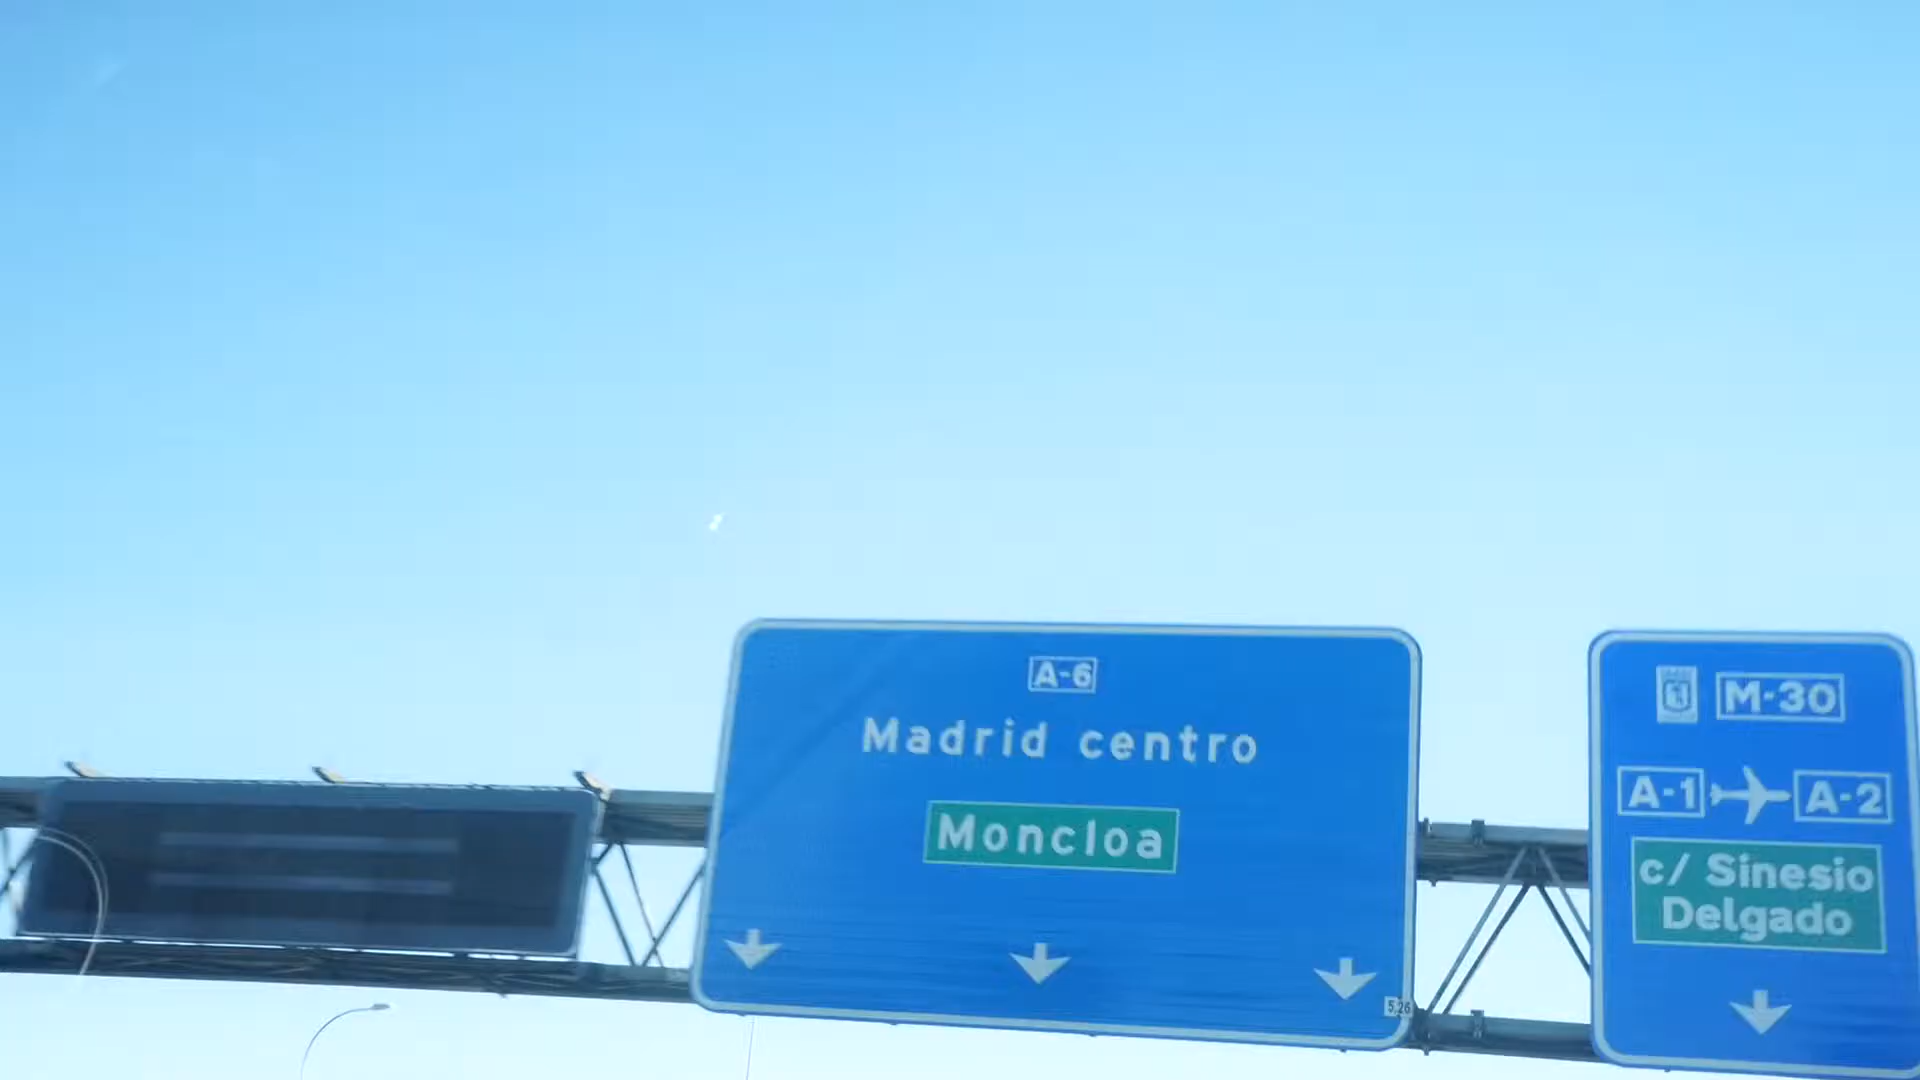 A-6
Madrid centro
Moncloa
5,26
M-30
A-1 A-2
c/ Sinesio
Delgado